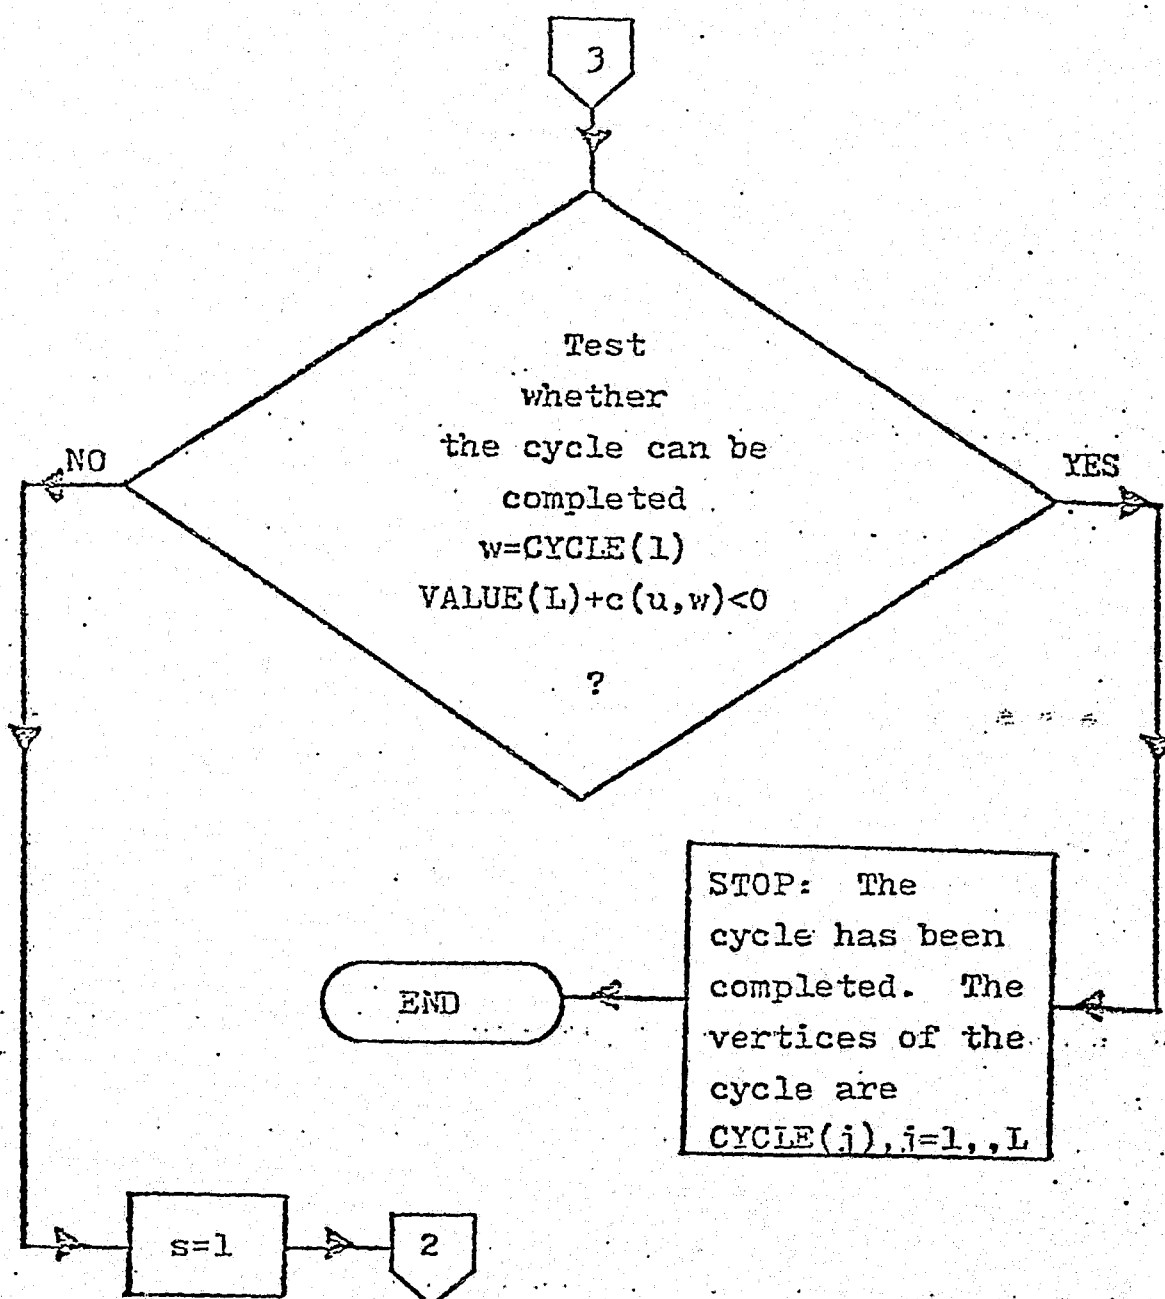 3
Test
whether
the cycle can be
completed
w=CYCLE(1)
VALUE(L)+c(u,w)<0
?
NO
YES
STOP: The
cycle has been
completed. The
vertices of the
cycle are
CYCLE(j),j=1,,L
END
s=1
2